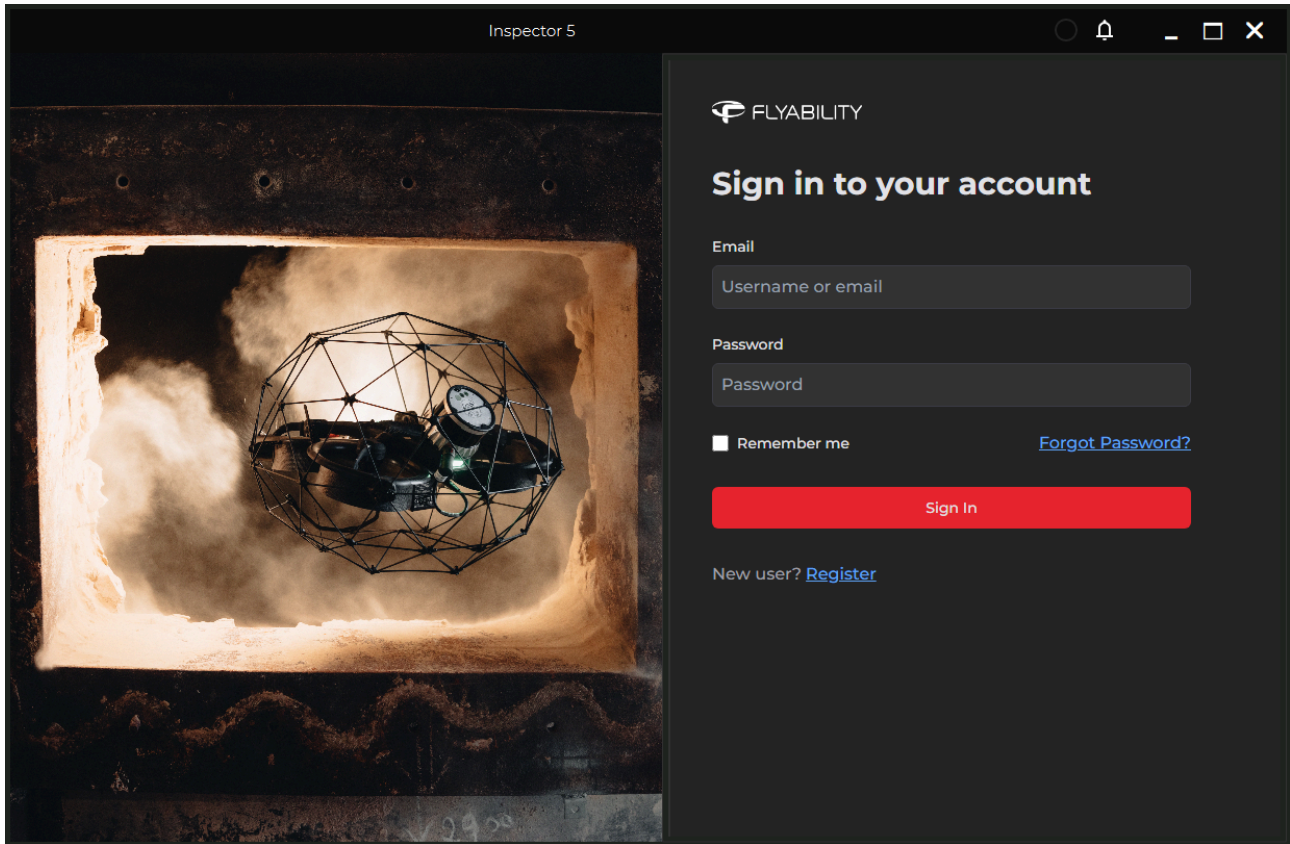 Inspector 5
FLYABILITY
Sign in to your account
Email
Username or email
Password
Password
Remember me
Forgot Password?
Sign In
New user? Register